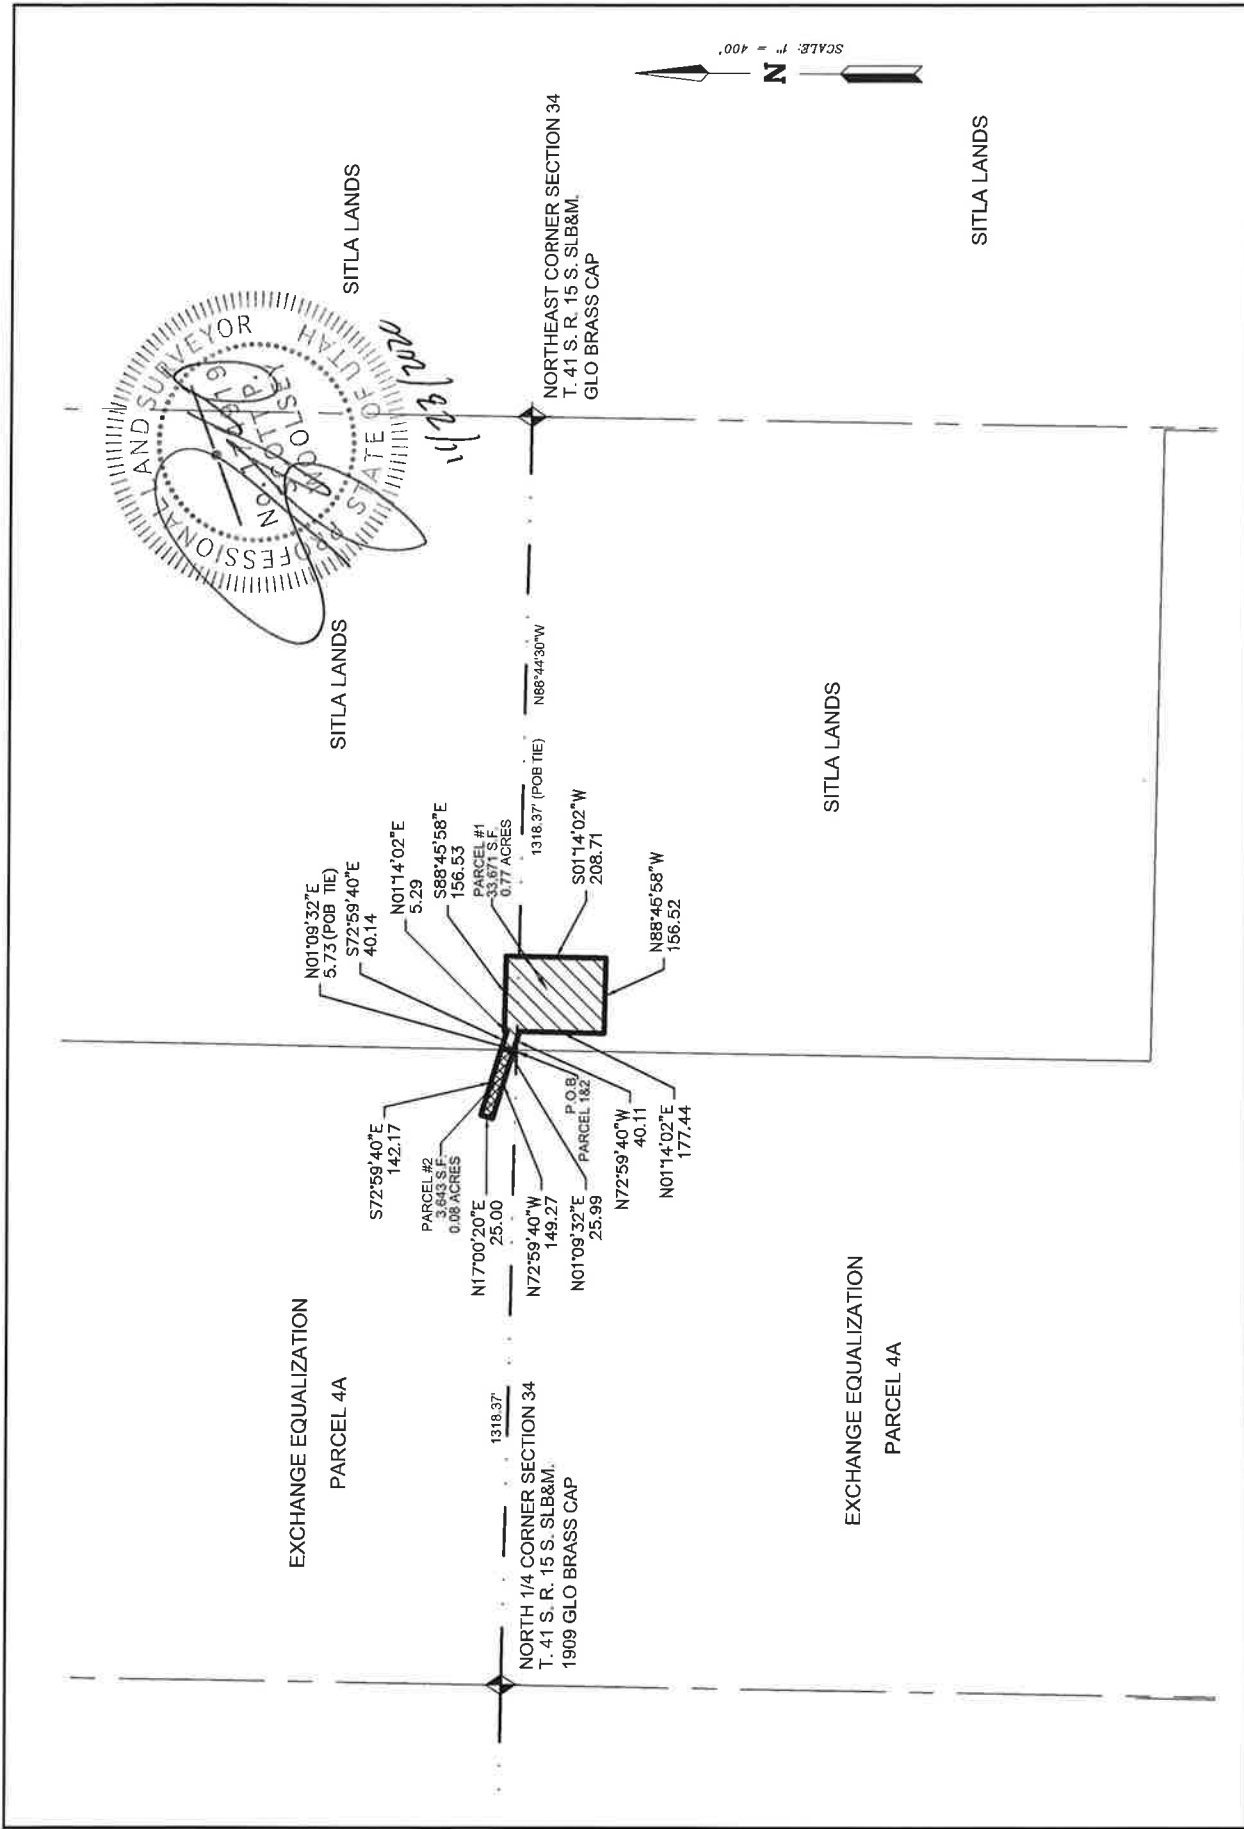 SITLA LANDS
PROFESSIONAL LAND SURVEYOR
STATE OF UTAH
SCOTT P.
WOOLSEY
11/23/2020
SITLA LANDS
EXCHANGE EQUALIZATION
PARCEL 4A
S72°59'40"E
142.17
PARCEL #2
3,643 S.F.
0.08 ACRES
N17°00'20"E
25.00
N72°59'40"W
149.27
N01°09'32"E
25.99
P.O.B.
PARCEL 1&2
N72°59'40"W
40.11
N01°14'02"E
177.44
N01°09'32"E
5.73 (POB TIE)
S72°59'40"E
40.14
N01°14'02"E
5.29
S88°45'58"E
156.53
PARCEL #1
33,671 S.F.
0.77 ACRES
S01°14'02"W
208.71
N88°45'58"W
156.52
1318.37' (POB TIE)
N88°44'30"W
1318.37'
NORTH 1/4 CORNER SECTION 34
T. 41 S. R. 15 S. SLB&M.
1909 GLO BRASS CAP
NORTHEAST CORNER SECTION 34
T. 41 S. R. 15 S. SLB&M.
GLO BRASS CAP
EXCHANGE EQUALIZATION
PARCEL 4A
SITLA LANDS
SITLA LANDS
N
SCALE: 1" = 400'